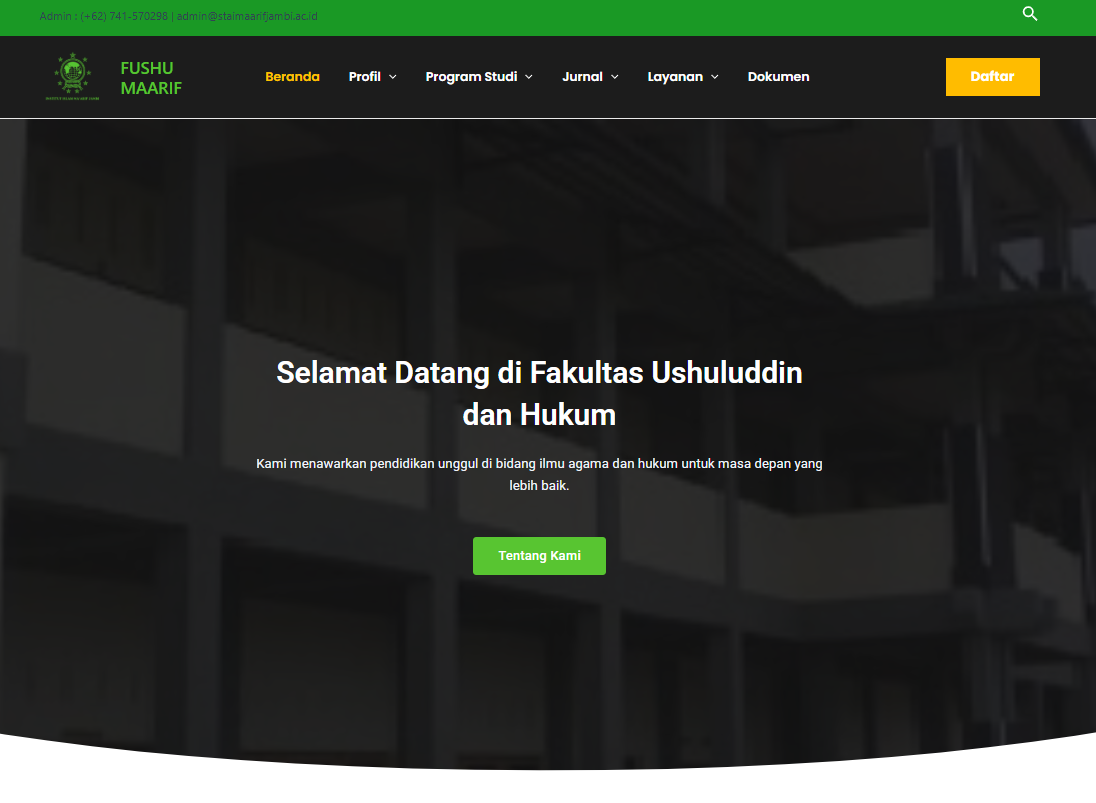 Admin : (+62) 741-570298 | admin@staimaarifjambi.ac.id
FUSHU
MAARIF
Beranda Profil Program Studi Jurnal Layanan Dokumen Daftar
Selamat Datang di Fakultas Ushuluddin
dan Hukum
Kami menawarkan pendidikan unggul di bidang ilmu agama dan hukum untuk masa depan yang
lebih baik.
Tentang Kami